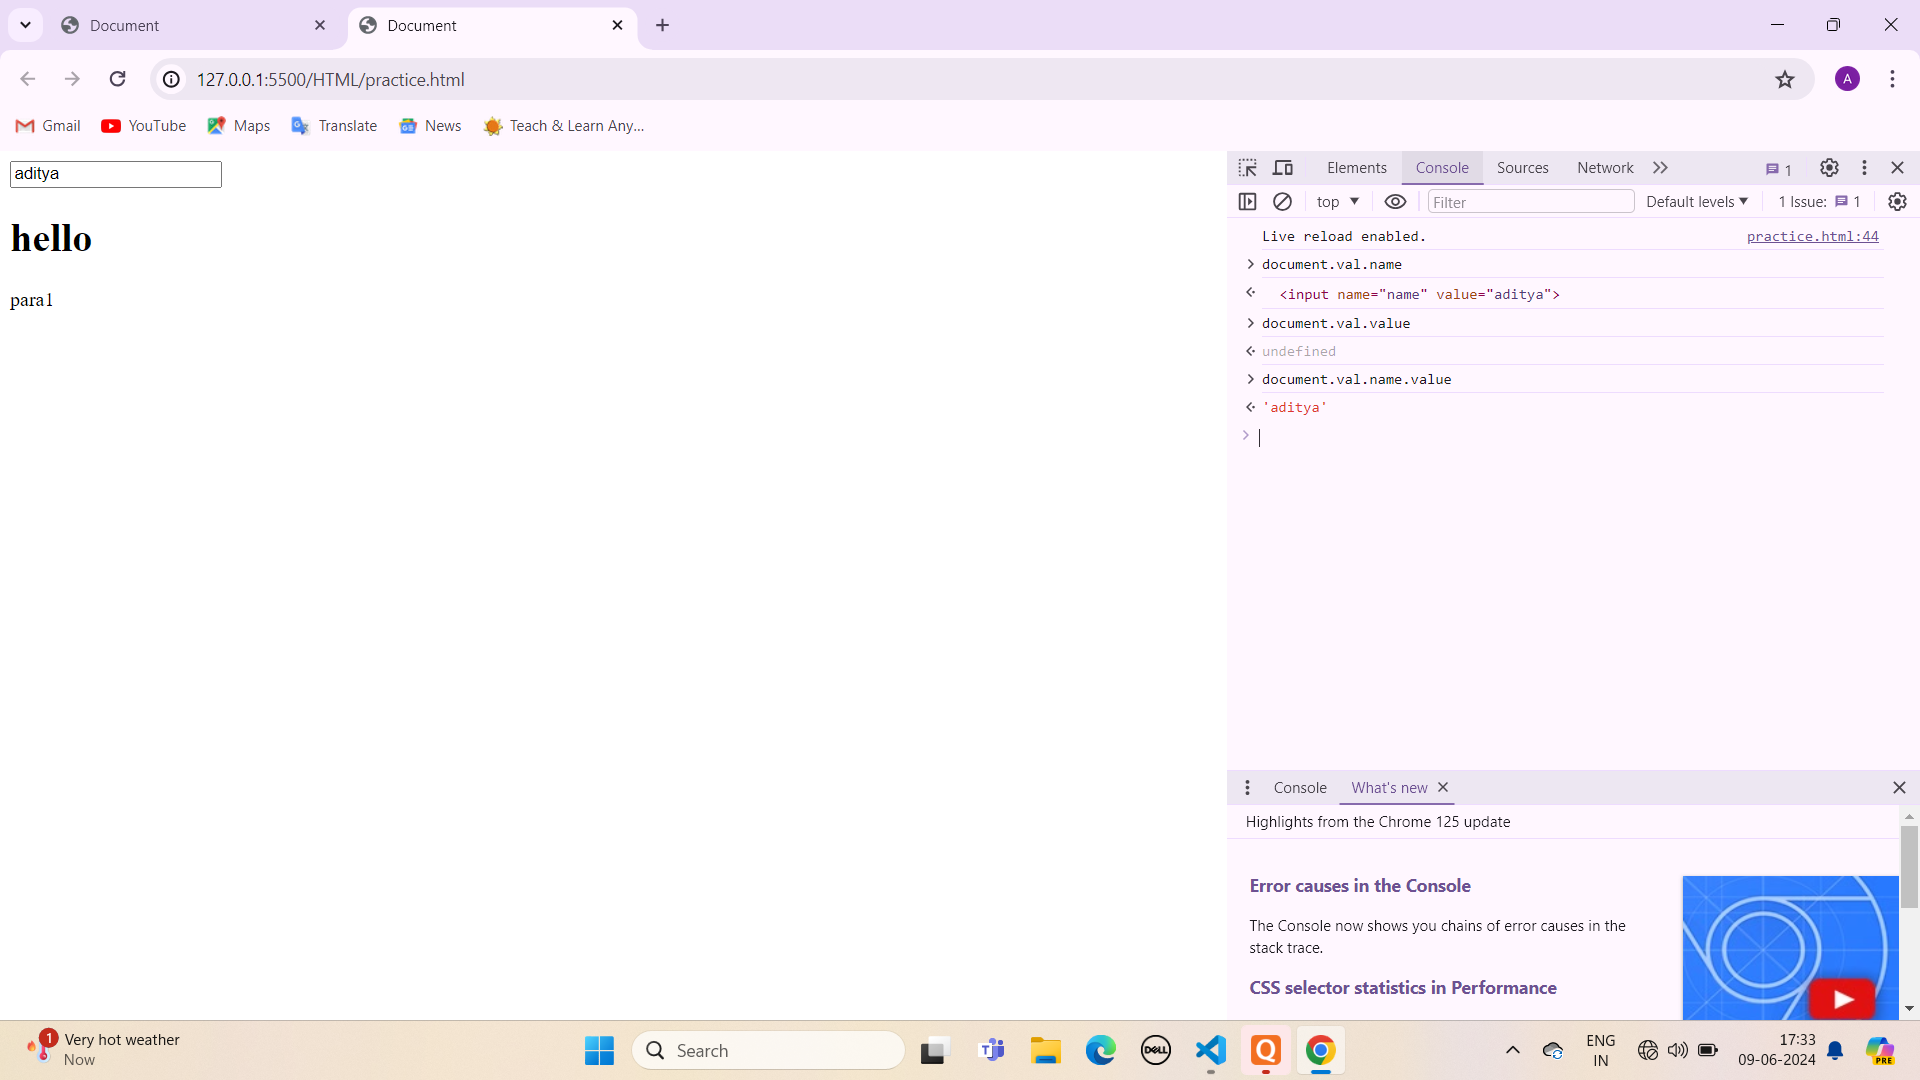 Document
Document
127.0.0.1:5500/HTML/practice.html
A
Gmail
YouTube
Maps
Translate
News
Teach & Learn Any...
aditya
hello
para1
Elements
Console
Sources
Network
1
top
Filter
Default levels
1 Issue:
1
Live reload enabled.
practice.html:44
document.val.name
<input name="name" value="aditya">
document.val.value
undefined
document.val.name.value
'aditya'
Console
What's new
Highlights from the Chrome 125 update
Error causes in the Console
The Console now shows you chains of error causes in the
stack trace.
CSS selector statistics in Performance
1
Very hot weather
Now
Search
DELL
Q
ENG
IN
17:33
09-06-2024
PRE